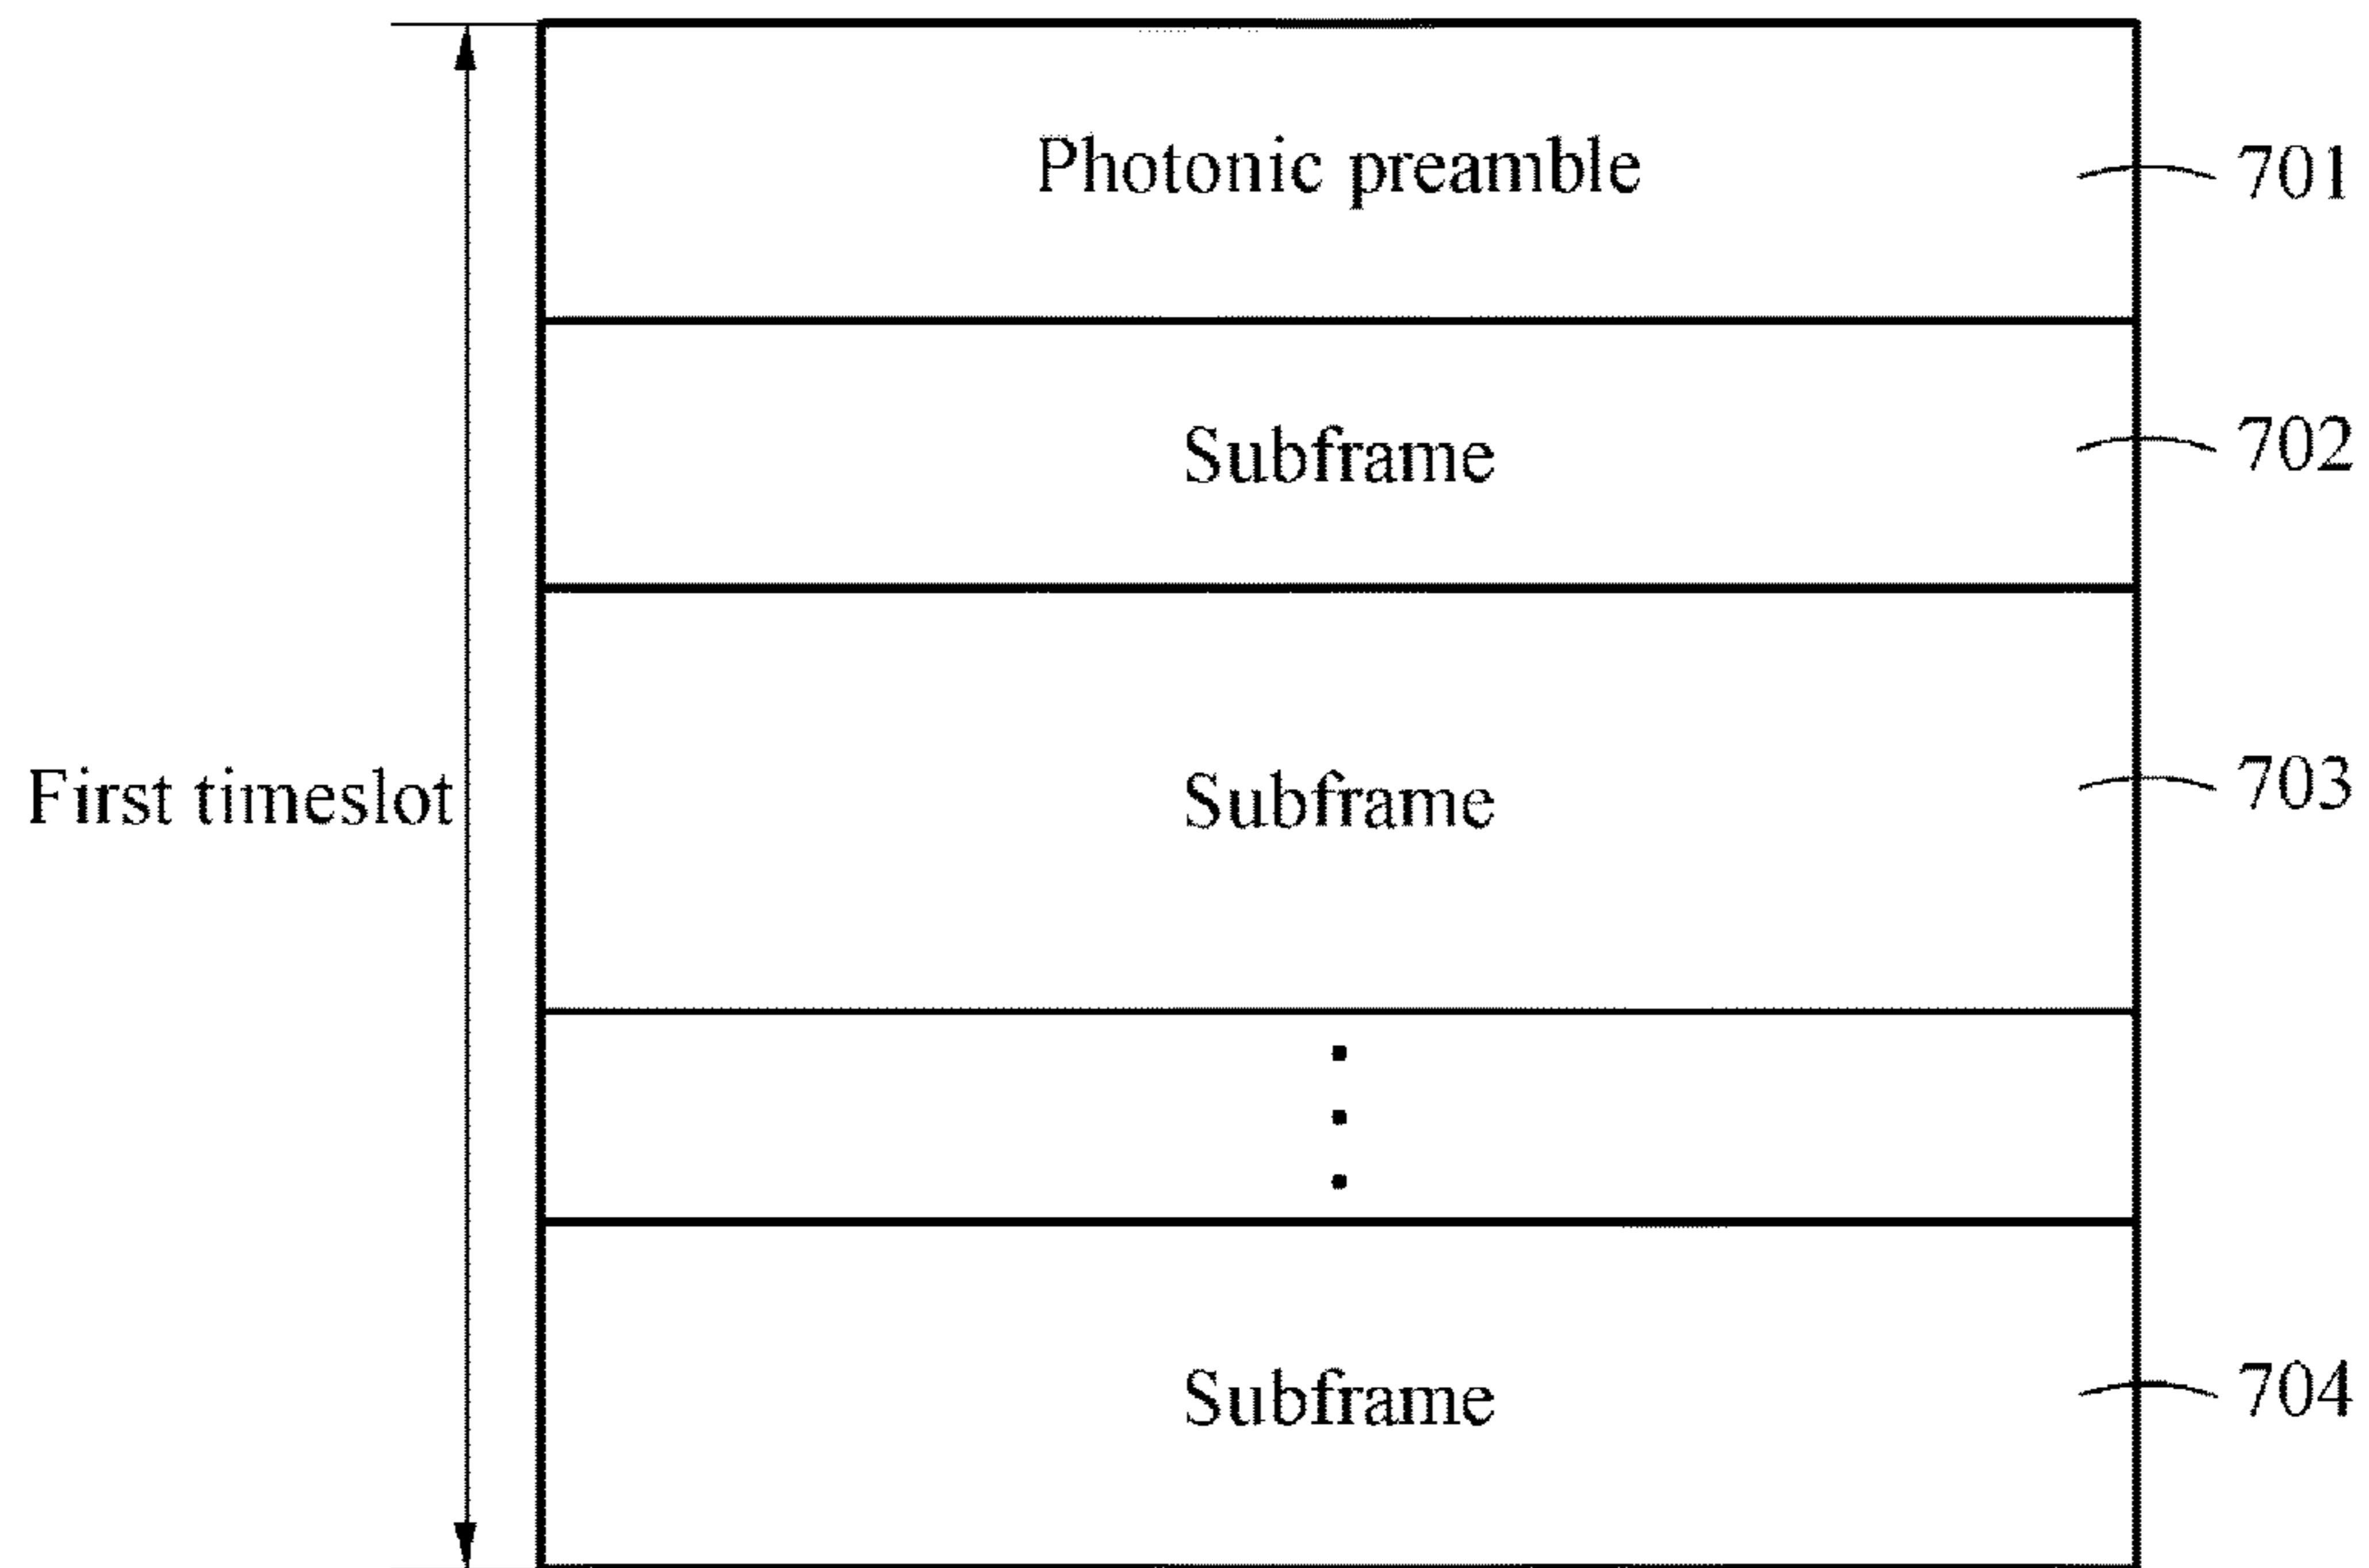 Photonic preamble 701
Subframe 702
Subframe 703
First timeslot
Subframe 704